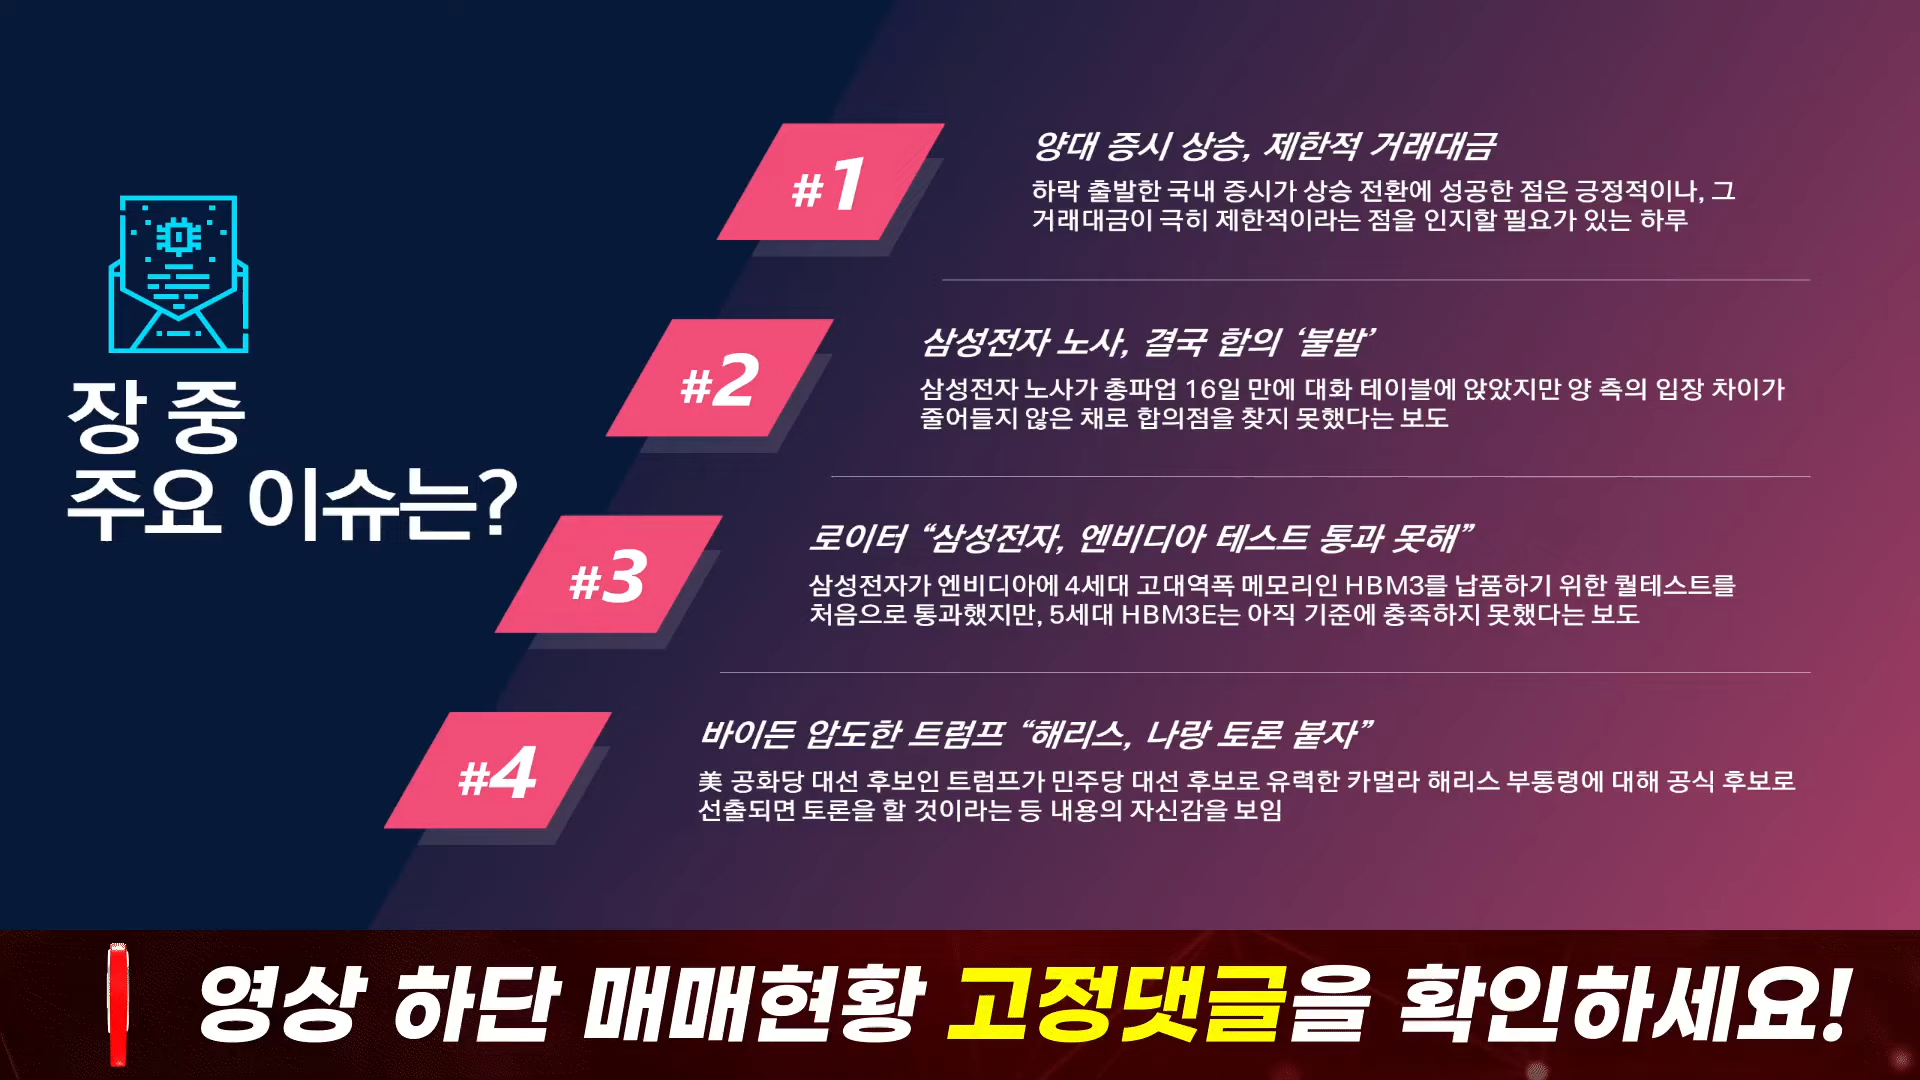 장 중
주요 이슈는?
#1
양대 증시 상승, 제한적 거래대금
하락 출발한 국내 증시가 상승 전환에 성공한 점은 긍정적이나, 그
거래대금이 극히 제한적이라는 점을 인지할 필요가 있는 하루
#2
삼성전자 노사, 결국 합의 ‘불발’
삼성전자 노사가 총파업 16일 만에 대화 테이블에 앉았지만 양 측의 입장 차이가
줄어들지 않은 채로 합의점을 찾지 못했다는 보도
#3
로이터 “삼성전자, 엔비디아 테스트 통과 못해”
삼성전자가 엔비디아에 4세대 고대역폭 메모리인 HBM3를 납품하기 위한 퀄테스트를
처음으로 통과했지만, 5세대 HBM3E는 아직 기준에 충족하지 못했다는 보도
#4
바이든 압도한 트럼프 “해리스, 나랑 토론 붙자”
美 공화당 대선 후보인 트럼프가 민주당 대선 후보로 유력한 카멀라 해리스 부통령에 대해 공식 후보로
선출되면 토론을 할 것이라는 등 내용의 자신감을 보임
영상 하단 매매현황 고정댓글을 확인하세요!